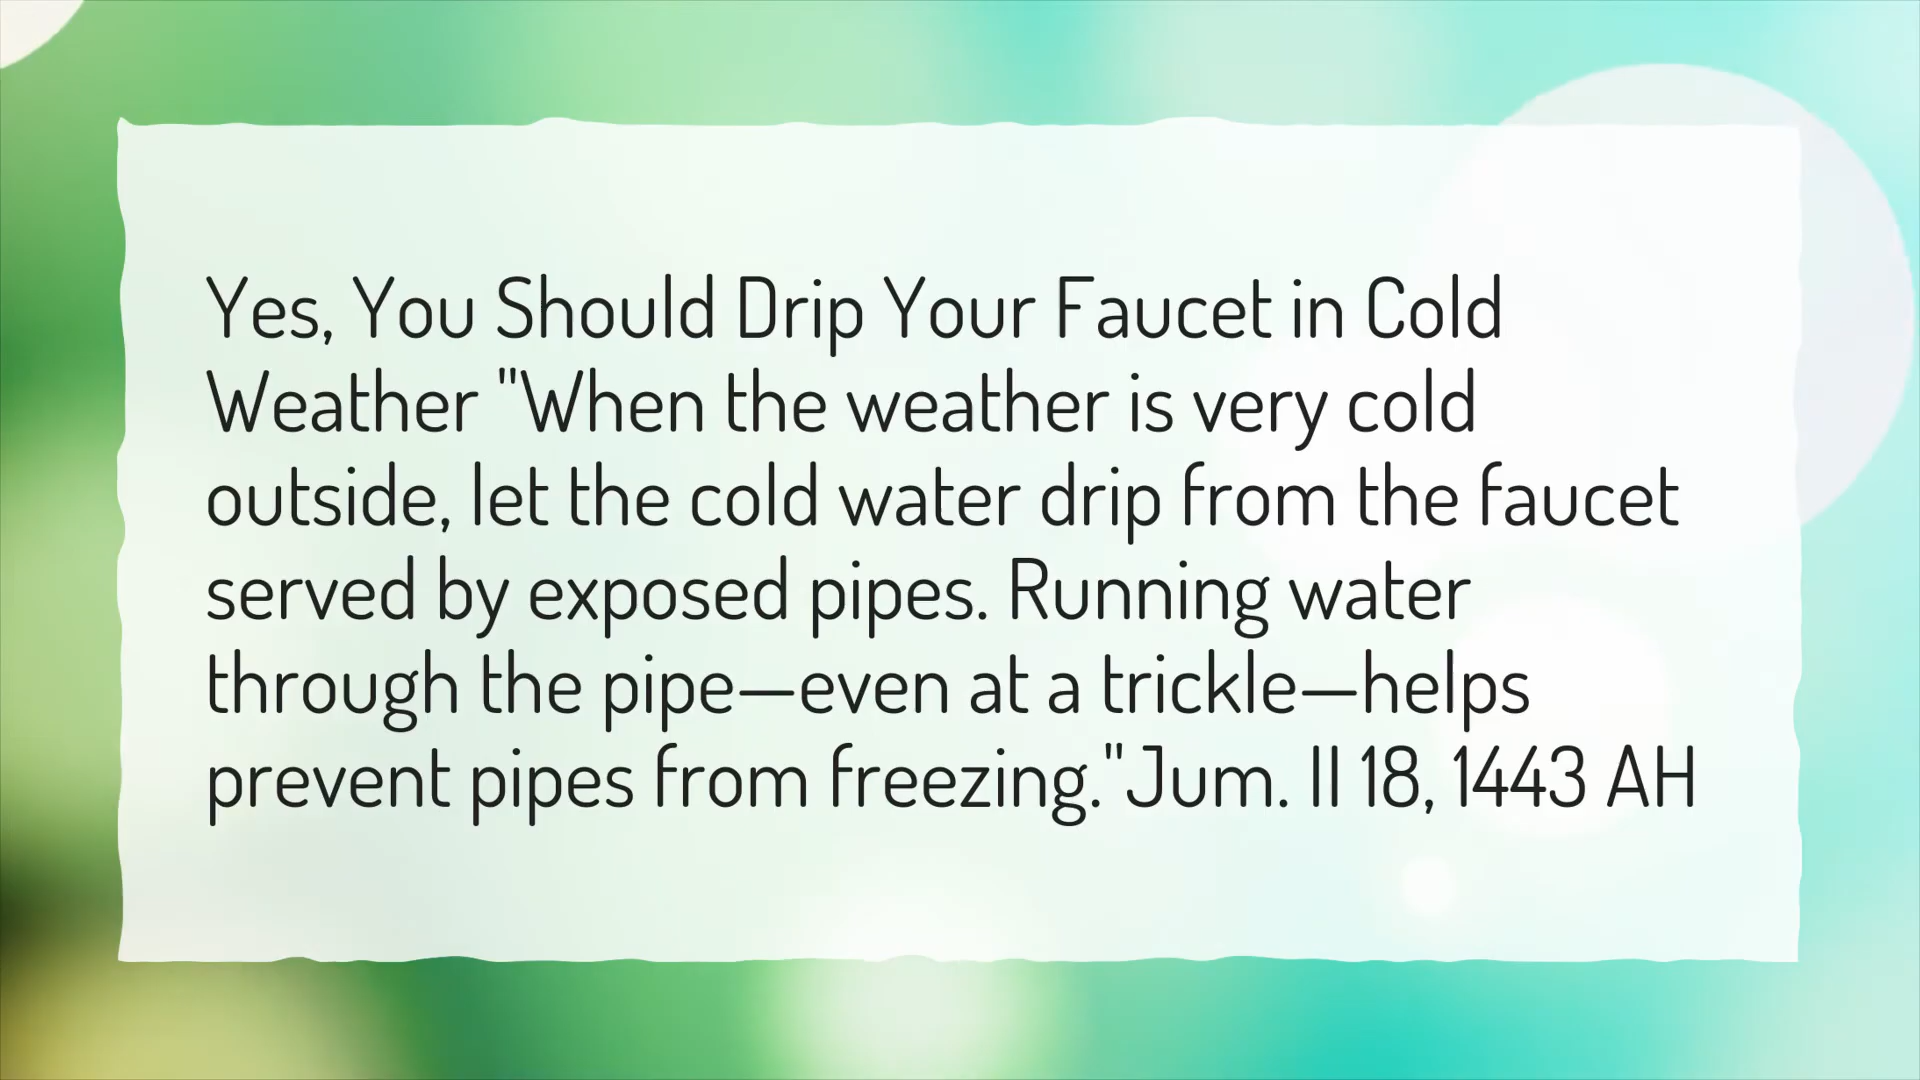 Yes, You Should Drip Your Faucet in Cold
Weather "When the weather is very cold
outside, let the cold water drip from the faucet
served by exposed pipes. Running water
through the pipe—even at a trickle—helps
prevent pipes from freezing."Jum. II 18, 1443 AH